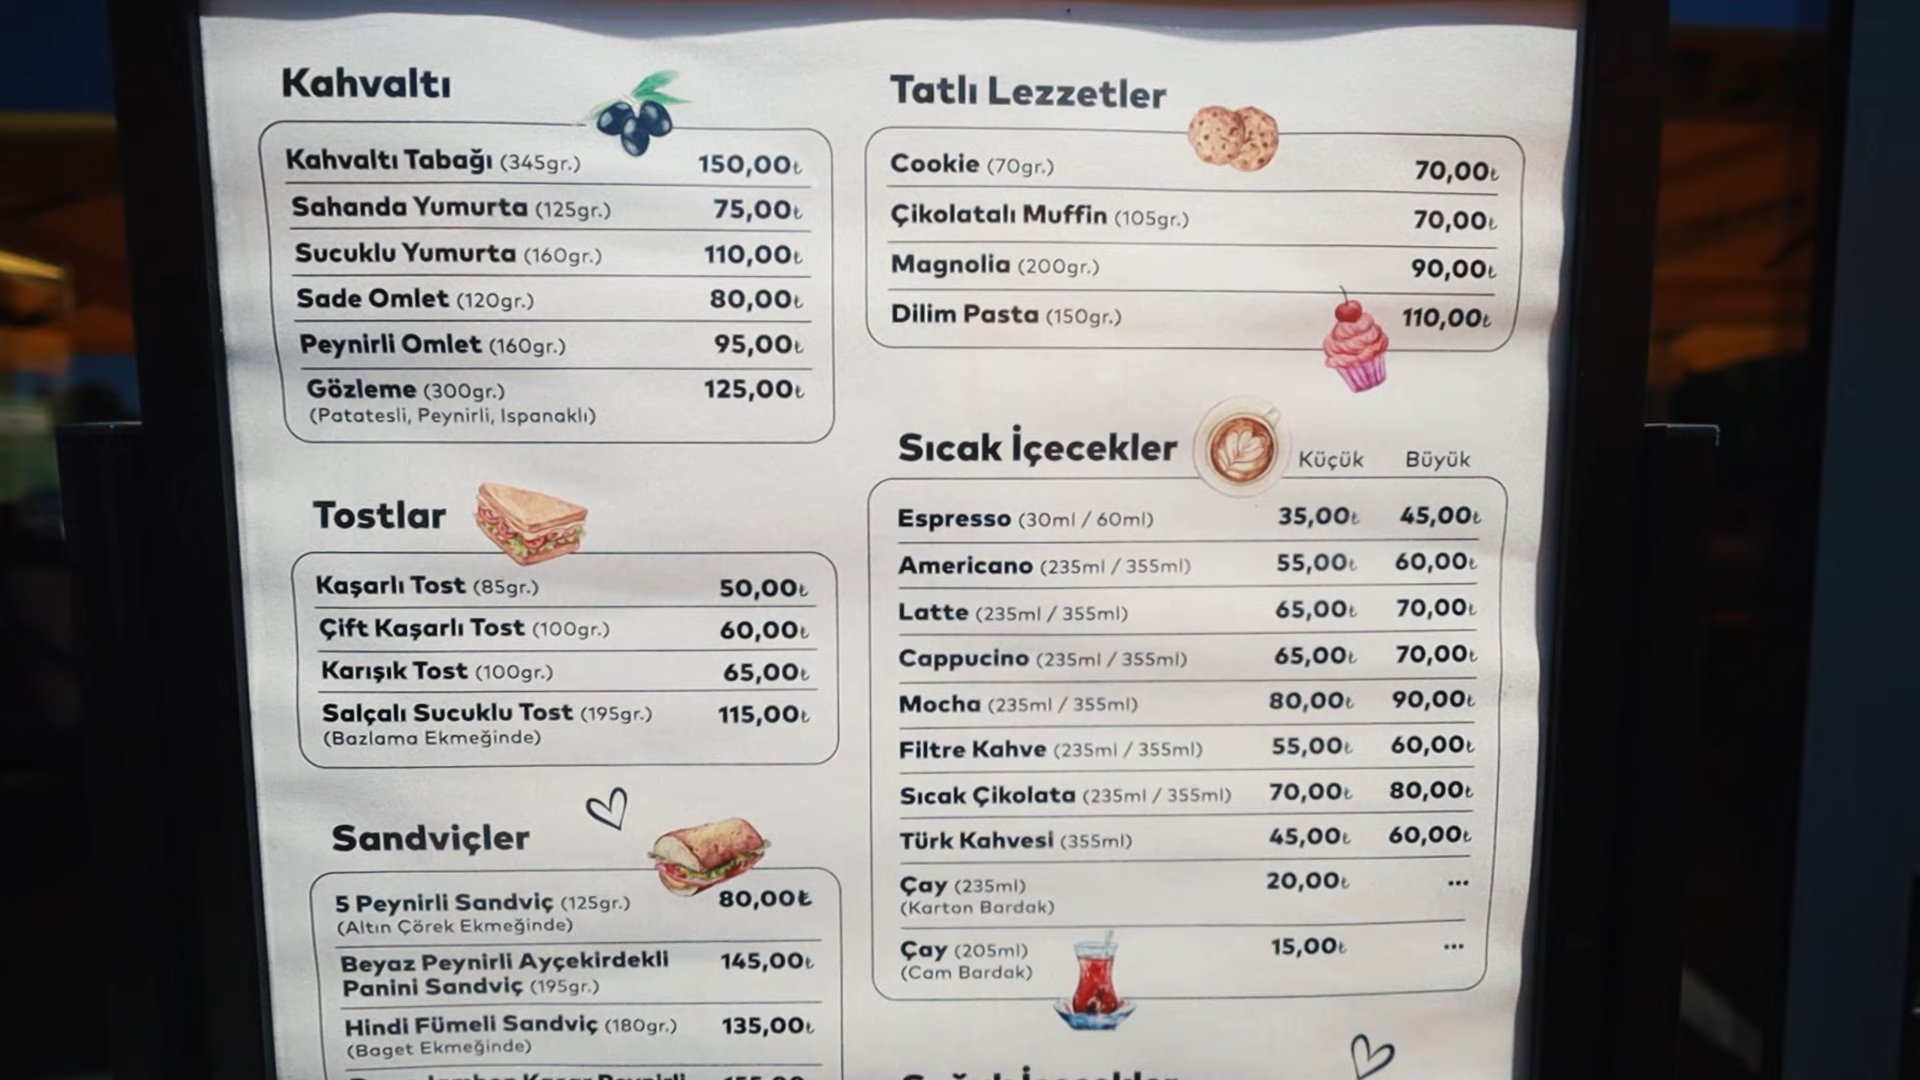 Kahvaltı
Kahvaltı Tabağı (345gr.) 150,00₺
Sahanda Yumurta (125gr.) 75,00₺
Sucuklu Yumurta (160gr.) 110,00₺
Sade Omlet (120gr.) 80,00₺
Peynirli Omlet (160gr.) 95,00₺
Gözleme (300gr.) 125,00₺
(Patatesli, Peynirli, Ispanaklı)
Tostlar
Kaşarlı Tost (85gr.) 50,00₺
Çift Kaşarlı Tost (100gr.) 60,00₺
Karışık Tost (100gr.) 65,00₺
Salçalı Sucuklu Tost (195gr.) 115,00₺
(Bazlama Ekmeğinde)
Sandviçler
5 Peynirli Sandviç (125gr.) 80,00₺
(Altın Çörek Ekmeğinde)
Beyaz Peynirli Ayçekirdekli 145,00₺
Panini Sandviç (195gr.)
Hindi Fümeli Sandviç (180gr.) 135,00₺
(Baget Ekmeğinde)
Tatlı Lezzetler
Cookie (70gr.) 70,00₺
Çikolatalı Muffin (105gr.) 70,00₺
Magnolia (200gr.) 90,00₺
Dilim Pasta (150gr.) 110,00₺
Sıcak İçecekler Küçük Büyük
Espresso (30ml / 60ml) 35,00₺ 45,00₺
Americano (235ml / 355ml) 55,00₺ 60,00₺
Latte (235ml / 355ml) 65,00₺ 70,00₺
Cappucino (235ml / 355ml) 65,00₺ 70,00₺
Mocha (235ml / 355ml) 80,00₺ 90,00₺
Filtre Kahve (235ml / 355ml) 55,00₺ 60,00₺
Sıcak Çikolata (235ml / 355ml) 70,00₺ 80,00₺
Türk Kahvesi (355ml) 45,00₺ 60,00₺
Çay (235ml) 20,00₺ ...
(Karton Bardak)
Çay (205ml) 15,00₺ ...
(Cam Bardak)